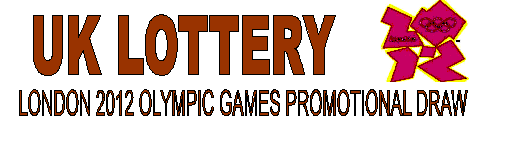 UK LOTTERY
LONDON 2012 OLYMPIC GAMES PROMOTIONAL DRAW